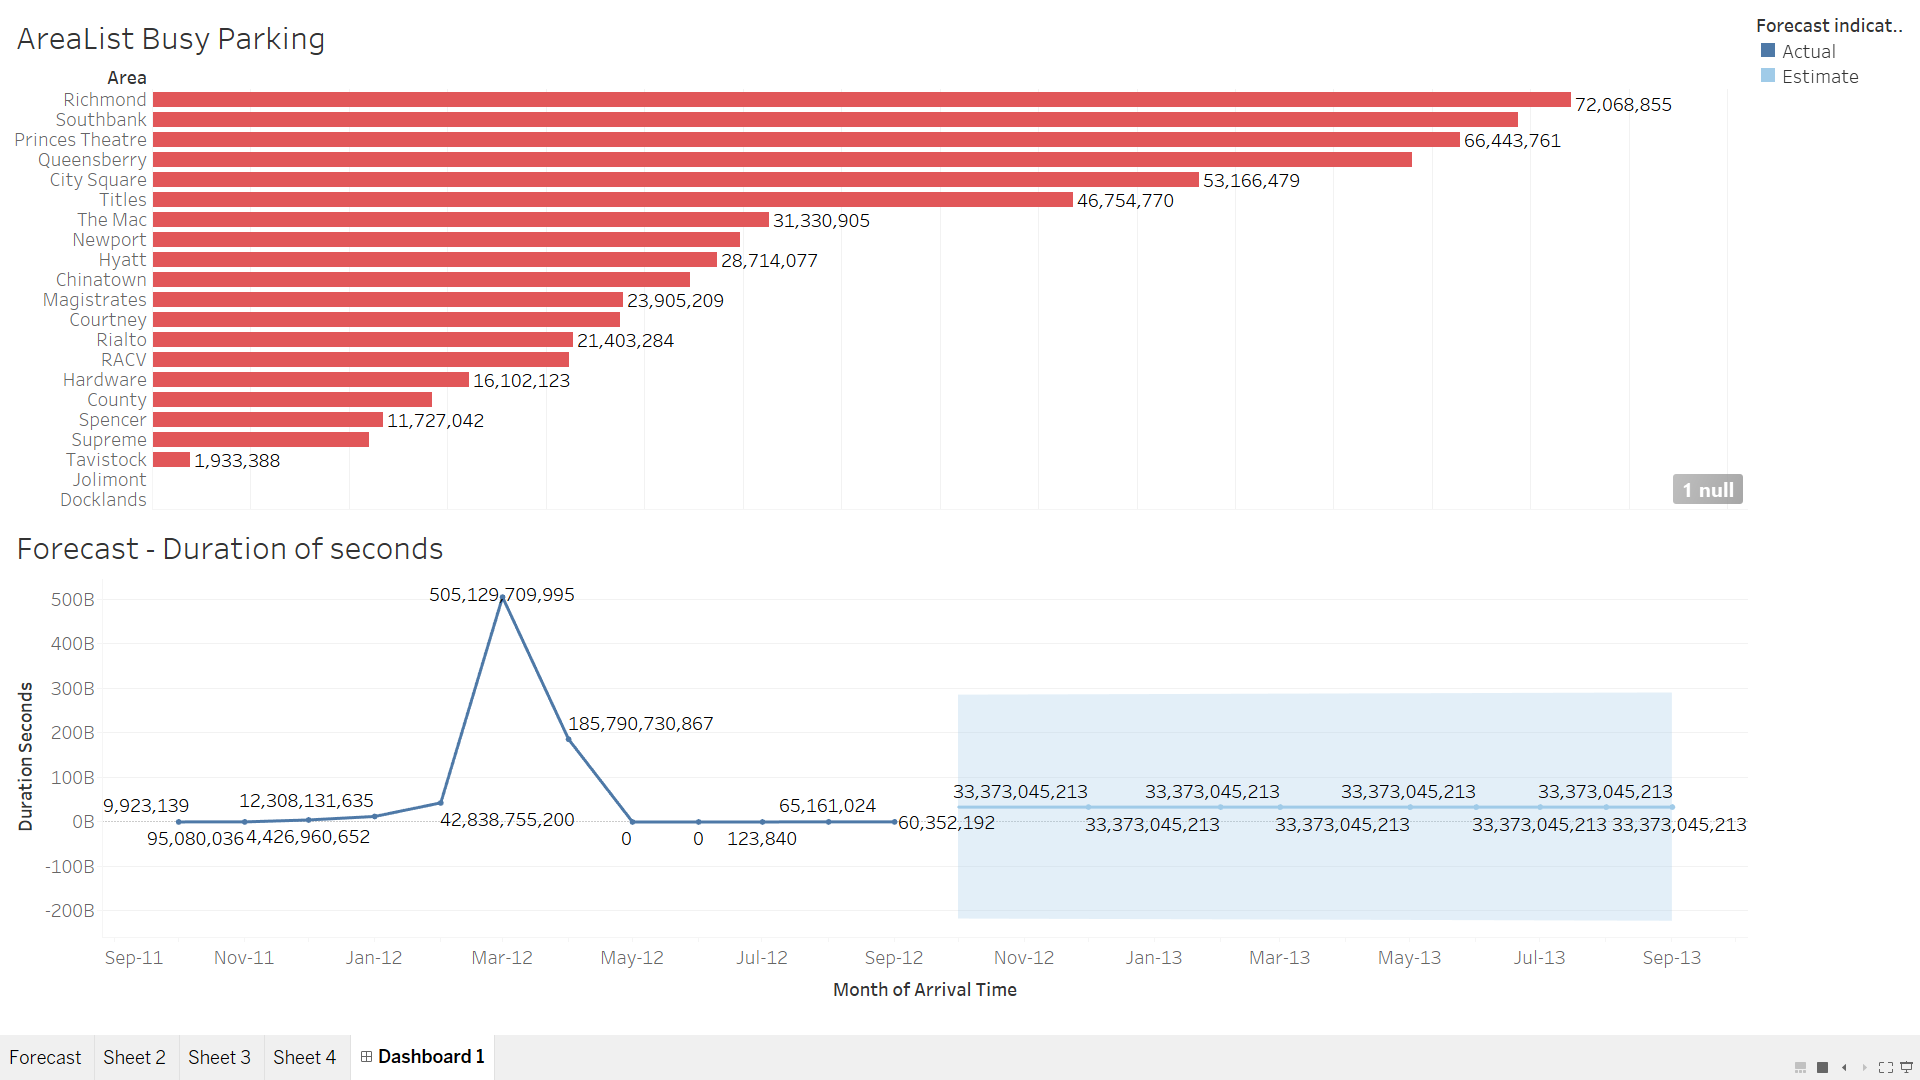 AreaList Busy Parking
Area
Richmond 72,068,855
Southbank
Princes Theatre 66,443,761
Queensberry
City Square 53,166,479
Titles 46,754,770
The Mac 31,330,905
Newport
Hyatt 28,714,077
Chinatown
Magistrates 23,905,209
Courtney
Rialto 21,403,284
RACV
Hardware 16,102,123
County
Spencer 11,727,042
Supreme
Tavistock 1,933,388
Jolimont
Docklands
1 null
Forecast indicat..
Actual
Estimate
Forecast - Duration of seconds
Duration Seconds
500B
400B
300B
200B
100B
0B
-100B
-200B
505,129,709,995
185,790,730,867
9,923,139
12,308,131,635
95,080,036
4,426,960,652
42,838,755,200
0
0
123,840
65,161,024
60,352,192
33,373,045,213
33,373,045,213
33,373,045,213
33,373,045,213
33,373,045,213
33,373,045,213
33,373,045,213
33,373,045,213
Sep-11 Nov-11 Jan-12 Mar-12 May-12 Jul-12 Sep-12 Nov-12 Jan-13 Mar-13 May-13 Jul-13 Sep-13
Month of Arrival Time
Forecast Sheet 2 Sheet 3 Sheet 4 Dashboard 1